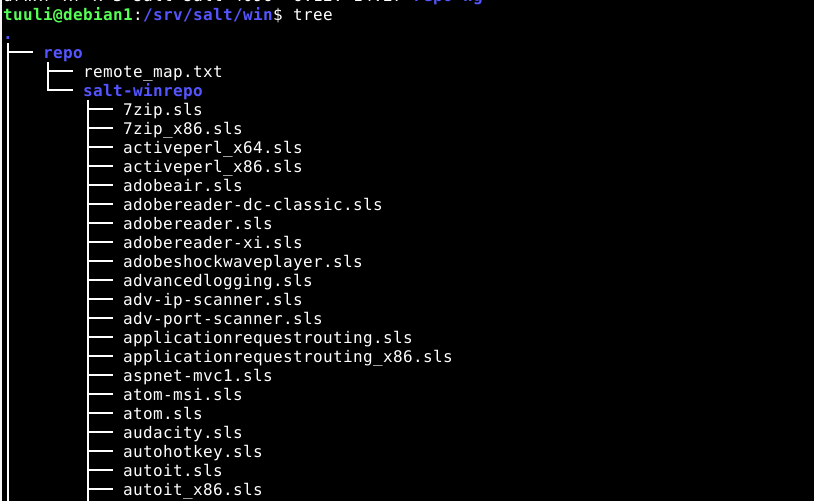 tuuli@debian1:/srv/salt/win$ tree
.
├── repo
│   ├── remote_map.txt
│   └── salt-winrepo
│       ├── 7zip.sls
│       ├── 7zip_x86.sls
│       ├── activeperl_x64.sls
│       ├── activeperl_x86.sls
│       ├── adobeair.sls
│       ├── adobereader-dc-classic.sls
│       ├── adobereader.sls
│       ├── adobereader-xi.sls
│       ├── adobeshockwaveplayer.sls
│       ├── advancedlogging.sls
│       ├── adv-ip-scanner.sls
│       ├── adv-port-scanner.sls
│       ├── applicationrequestrouting.sls
│       ├── applicationrequestrouting_x86.sls
│       ├── aspnet-mvc1.sls
│       ├── atom-msi.sls
│       ├── atom.sls
│       ├── audacity.sls
│       ├── autohotkey.sls
│       ├── autoit.sls
│       ├── autoit_x86.sls